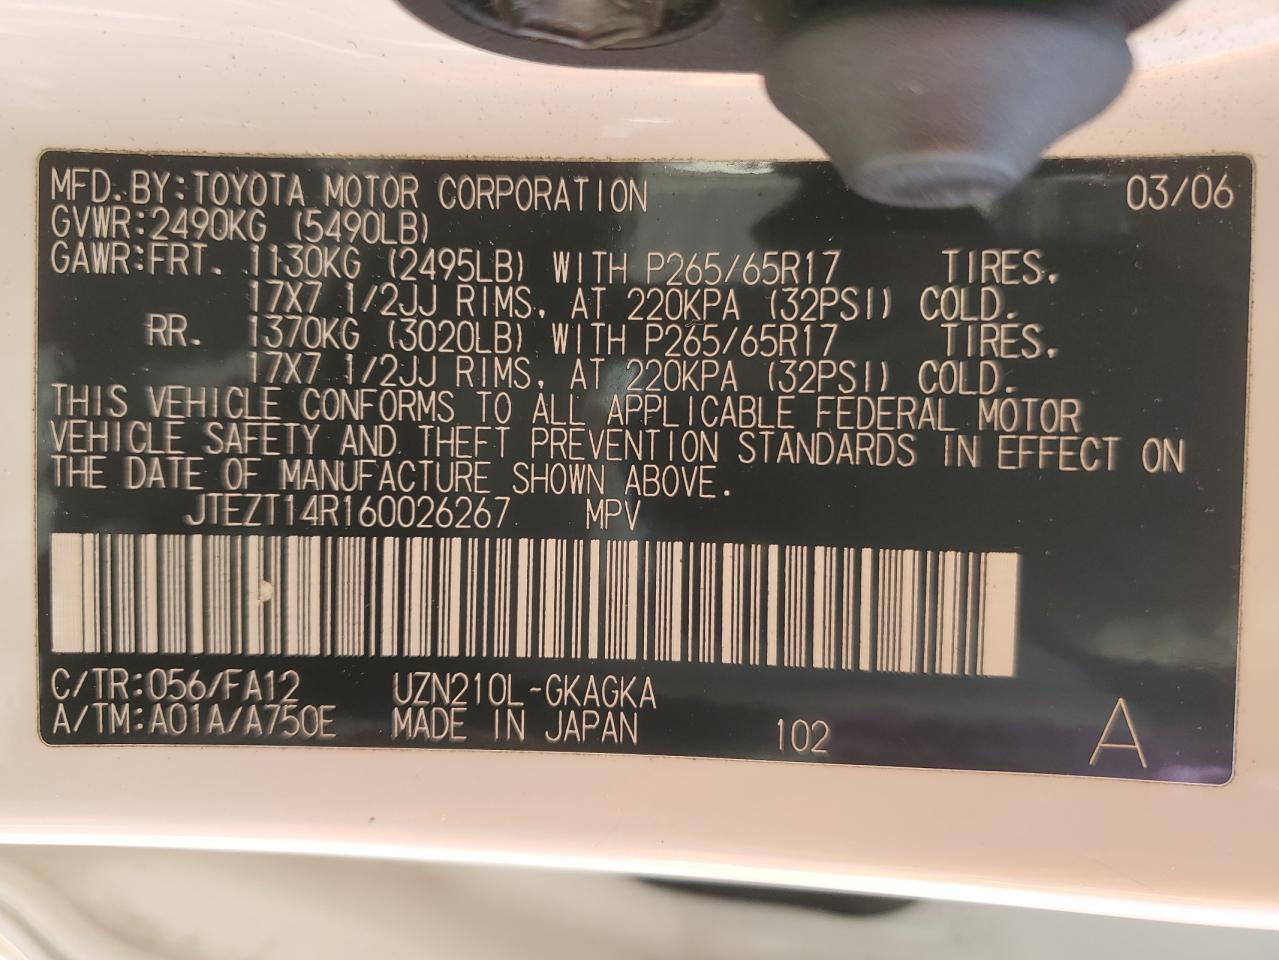 MFD. BY: TOYOTA MOTOR CORPORATION 03/06
GVWR: 2490KG (5490LB)
GAWR: FRT. 1130KG (2495LB) WITH P265/65R17 TIRES,
17X7 1/2JJ RIMS, AT 220KPA (32PSI) COLD.
RR. 1370KG (3020LB) WITH P265/65R17 TIRES,
17X7 1/2JJ RIMS, AT 220KPA (32PSI) COLD.
THIS VEHICLE CONFORMS TO ALL APPLICABLE FEDERAL MOTOR
VEHICLE SAFETY AND THEFT PREVENTION STANDARDS IN EFFECT ON
THE DATE OF MANUFACTURE SHOWN ABOVE.
JTEZT14R160026267 MPV
C/TR: 056/FA12 UZN210L-GKAGKA
A/TM: A01A/A750E MADE IN JAPAN 102 A